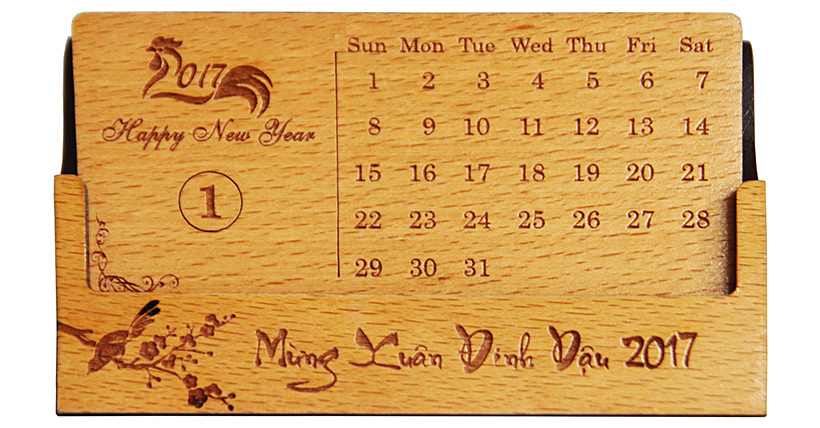 2017
Happy New Year
1
Sun Mon Tue Wed Thu Fri Sat
1 2 3 4 5 6 7
8 9 10 11 12 13 14
15 16 17 18 19 20 21
22 23 24 25 26 27 28
29 30 31
Mừng Xuân Đinh Dậu 2017